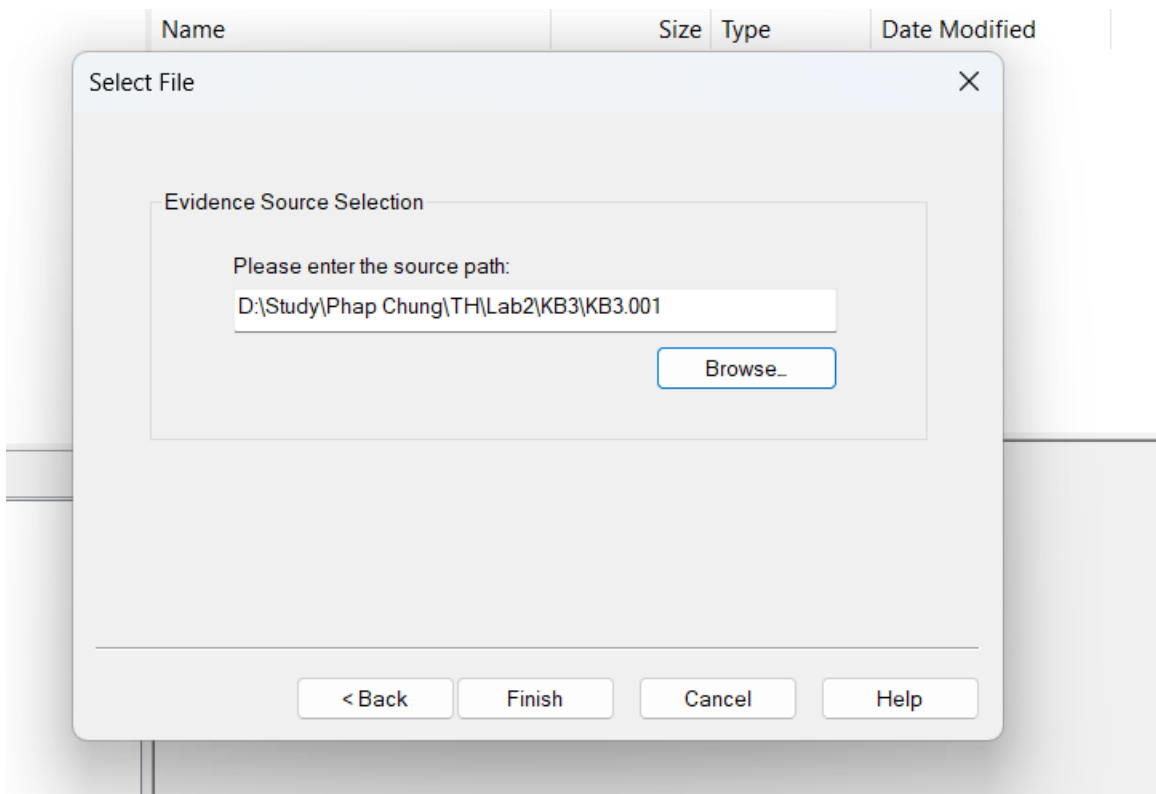 Name Size Type Date Modified
Select File
Evidence Source Selection
Please enter the source path:
D:\Study\Phap Chung\TH\Lab2\KB3\KB3.001
Browse...
< Back Finish Cancel Help